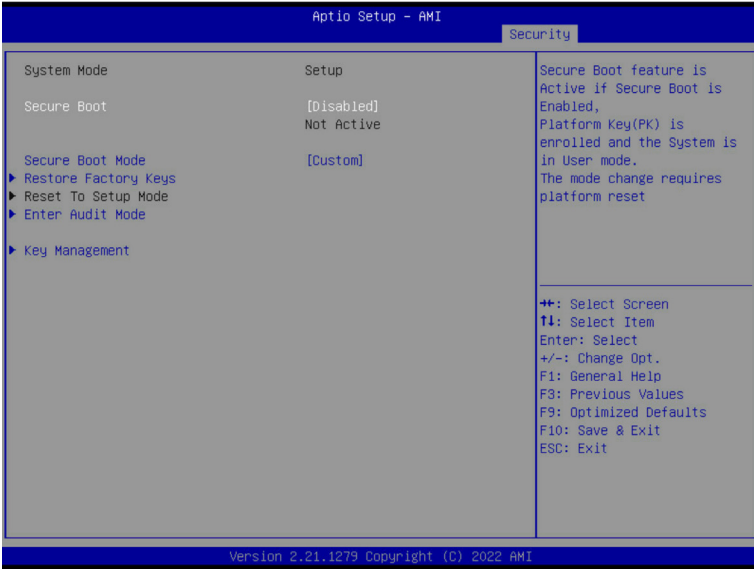 Aptio Setup – AMI
Security
System Mode Setup
Secure Boot [Disabled]
Not Active
Secure Boot Mode [Custom]
Restore Factory Keys
Reset To Setup Mode
Enter Audit Mode
Key Management
Secure Boot feature is
Active if Secure Boot is
Enabled,
Platform Key(PK) is
enrolled and the System is
in User mode.
The mode change requires
platform reset
→←: Select Screen
↑↓: Select Item
Enter: Select
+/-: Change Opt.
F1: General Help
F3: Previous Values
F9: Optimized Defaults
F10: Save & Exit
ESC: Exit
Version 2.21.1279 Copyright (C) 2022 AMI